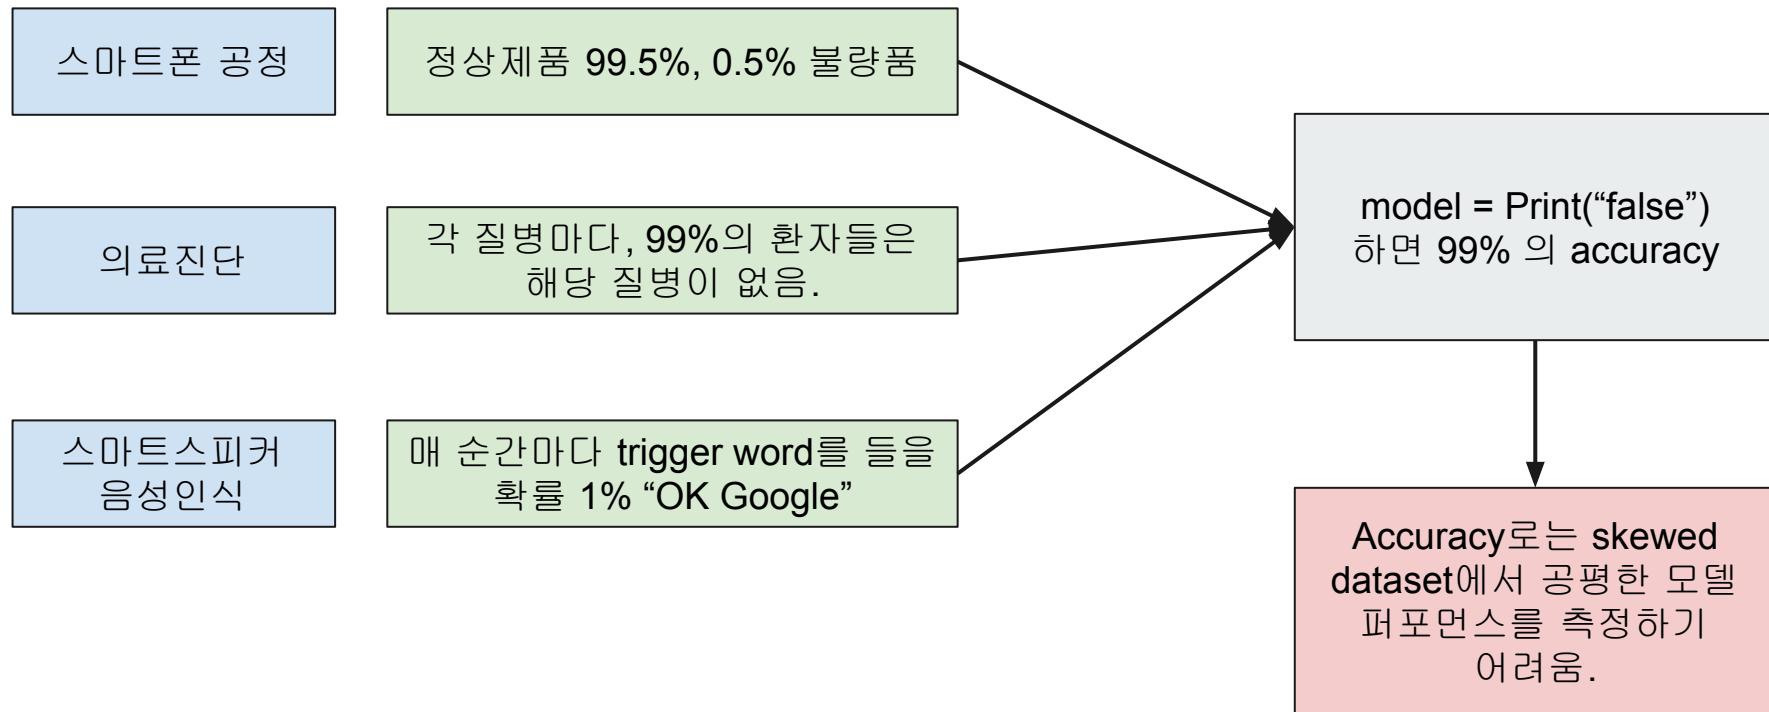 스마트폰 공정
정상제품 99.5%, 0.5% 불량품
의료진단
각 질병마다, 99%의 환자들은
해당 질병이 없음.
스마트스피커
음성인식
매 순간마다 trigger word를 들을
확률 1% “OK Google”
model = Print(“false”)
하면 99% 의 accuracy
Accuracy로는 skewed
dataset에서 공평한 모델
퍼포먼스를 측정하기
어려움.